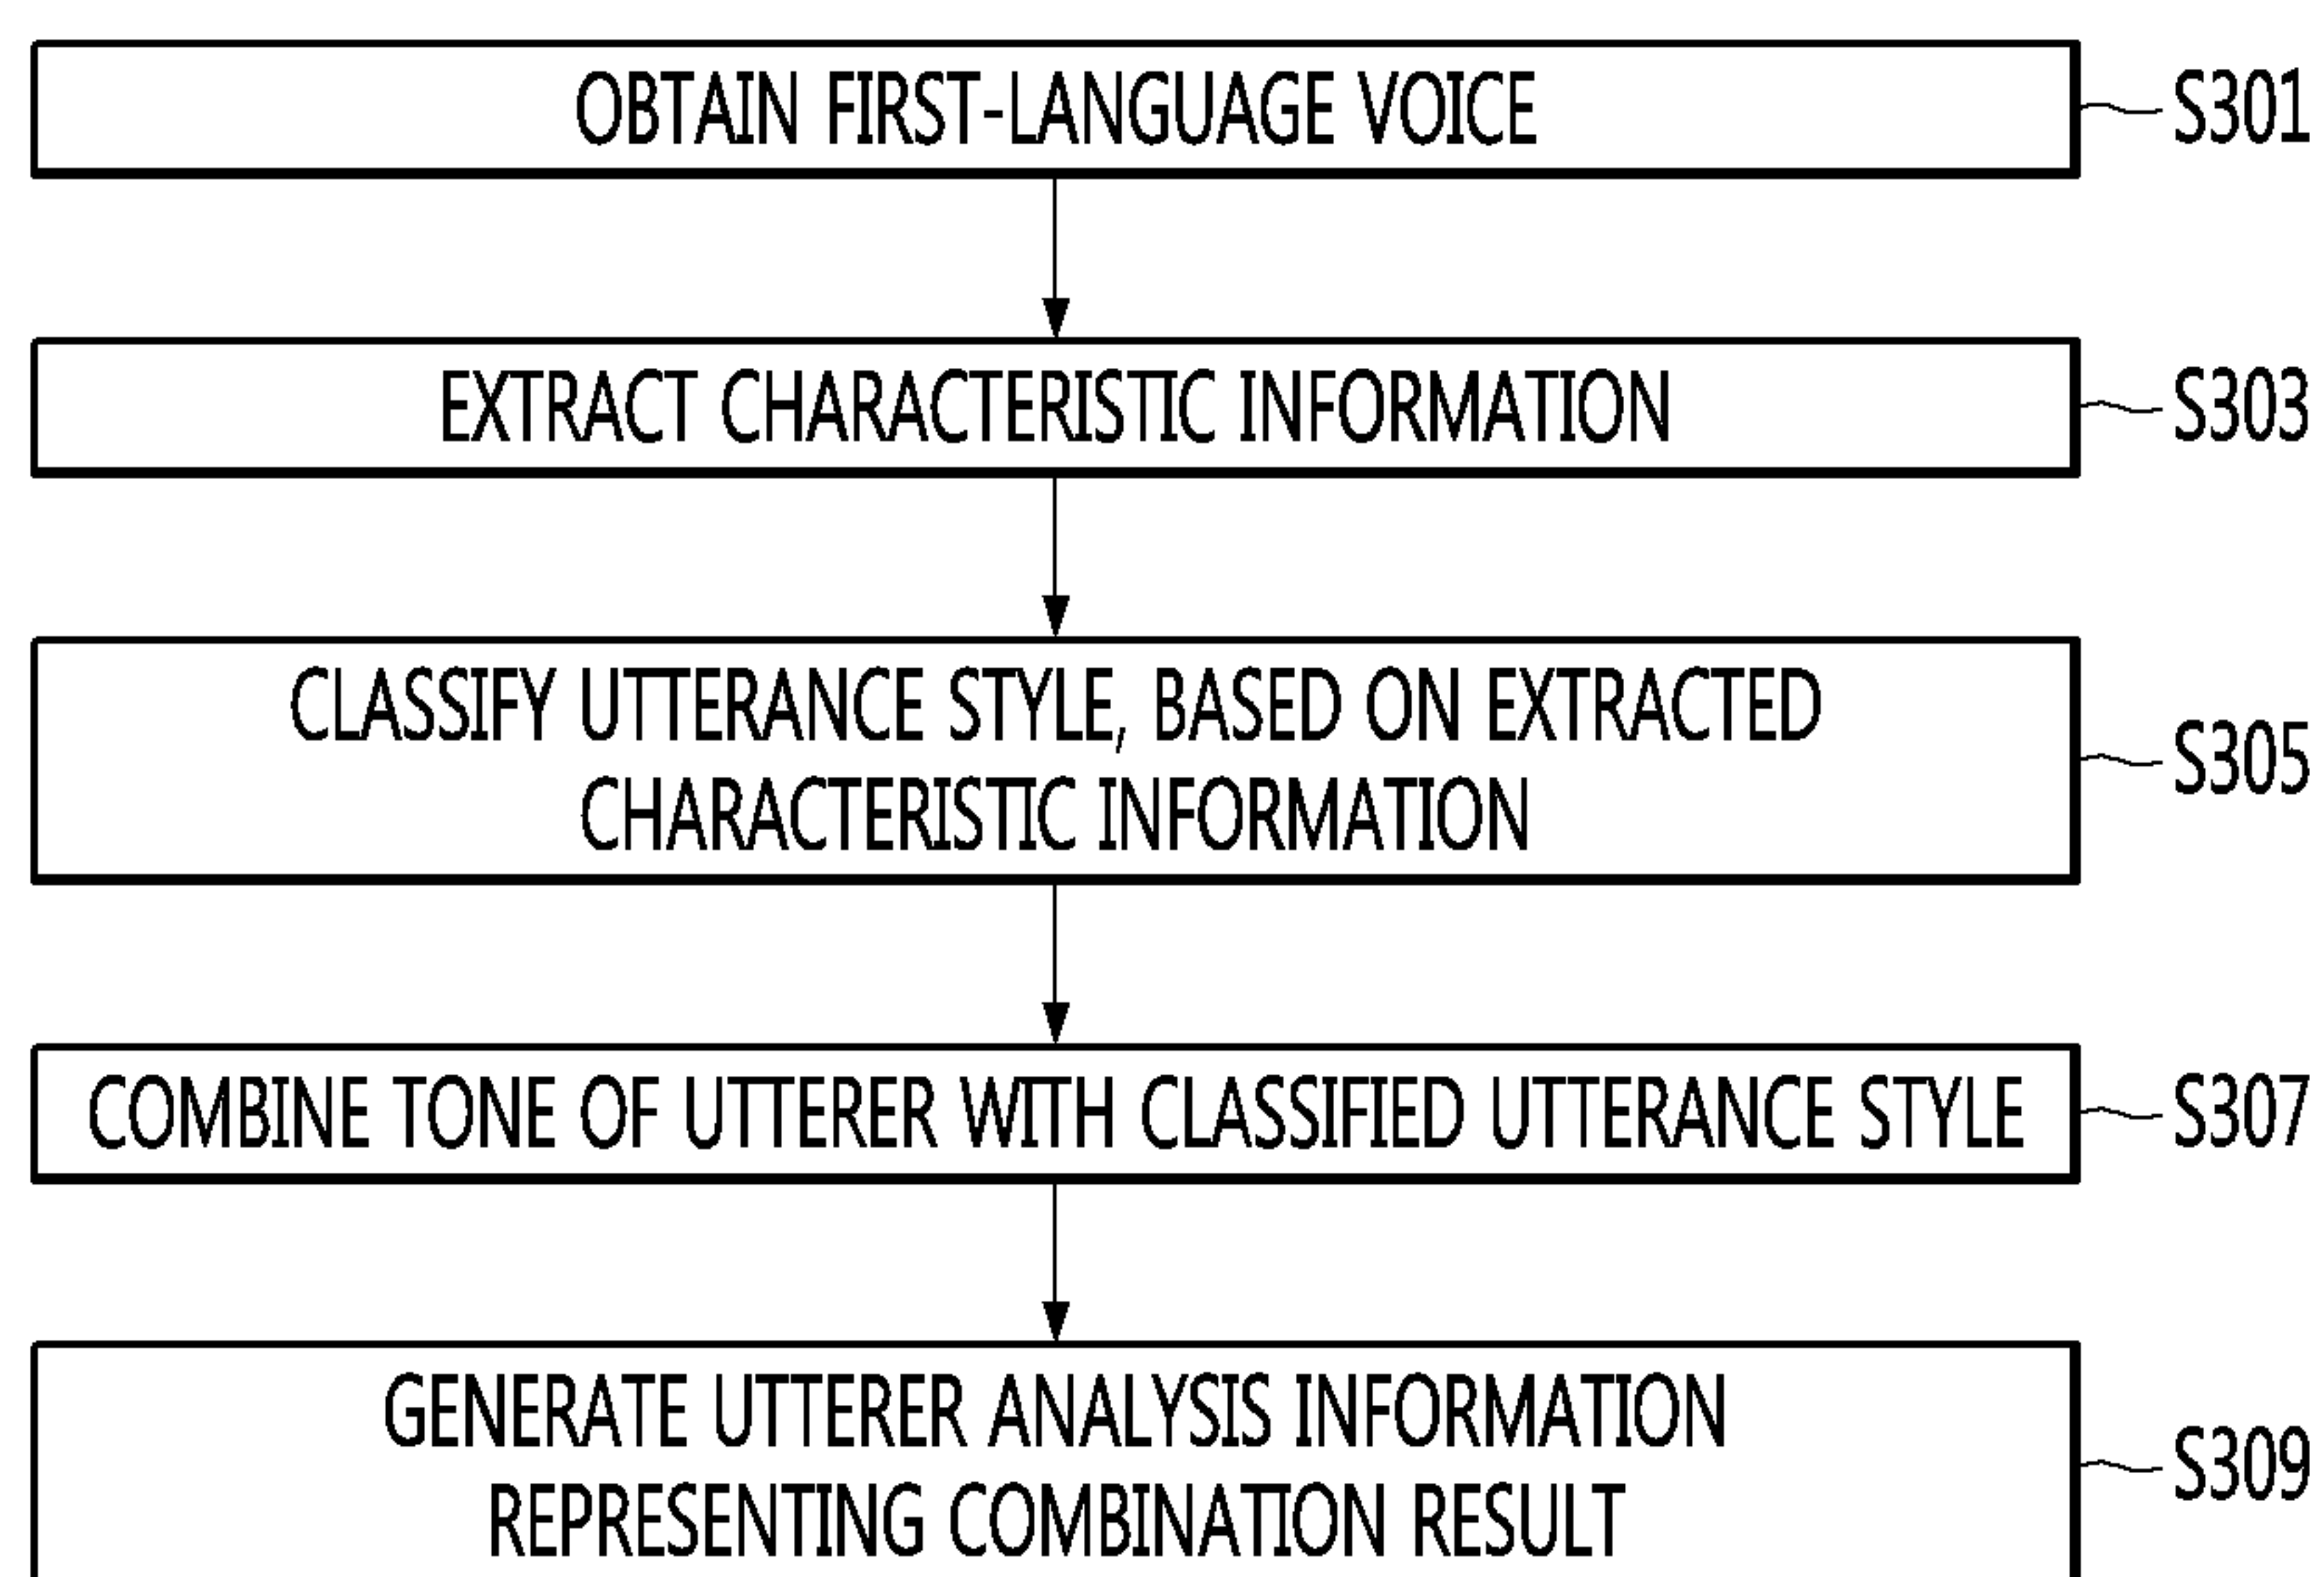 OBTAIN FIRST-LANGUAGE VOICE
S301
EXTRACT CHARACTERISTIC INFORMATION
S303
CLASSIFY UTTERANCE STYLE, BASED ON EXTRACTED
CHARACTERISTIC INFORMATION
S305
COMBINE TONE OF UTTERER WITH CLASSIFIED UTTERANCE STYLE
S307
GENERATE UTTERER ANALYSIS INFORMATION
REPRESENTING COMBINATION RESULT
S309